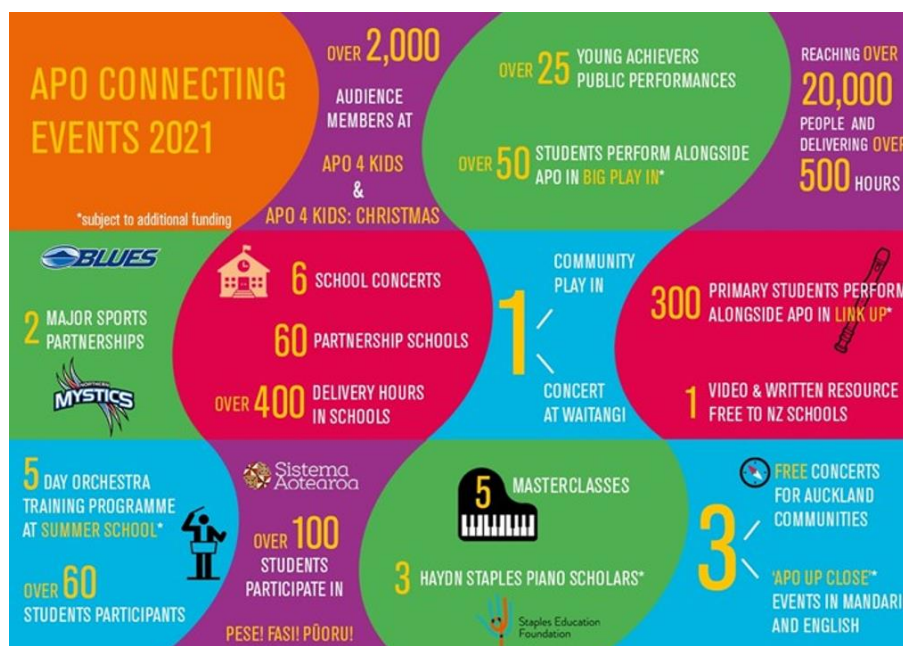 APO CONNECTING
EVENTS 2021
*subject to additional funding
OVER 2,000
AUDIENCE
MEMBERS AT
APO 4 KIDS
&
APO 4 KIDS: CHRISTMAS
OVER 25 YOUNG ACHIEVERS
PUBLIC PERFORMANCES
OVER 50 STUDENTS PERFORM ALONGSIDE
APO IN BIG PLAY IN*
REACHING OVER
20,000
PEOPLE AND
DELIVERING OVER
500 HOURS
BLUES
2 MAJOR SPORTS
PARTNERSHIPS
NORTHERN
MYSTICS
6 SCHOOL CONCERTS
60 PARTNERSHIP SCHOOLS
OVER 400 DELIVERY HOURS
IN SCHOOLS
1
COMMUNITY
PLAY IN
CONCERT
AT WAITANGI
300 PRIMARY STUDENTS PERFORM
ALONGSIDE APO IN LINK UP*
1 VIDEO & WRITTEN RESOURCE
FREE TO NZ SCHOOLS
5 DAY ORCHESTRA
TRAINING PROGRAMME
AT SUMMER SCHOOL*
OVER 60
STUDENTS PARTICIPANTS
Sistema
Aotearoa
OVER 100
STUDENTS
PARTICIPATE IN
PESE! FASI! PŪORU!
5 MASTERCLASSES
3 HAYDN STAPLES PIANO SCHOLARS*
Staples Education
Foundation
3
FREE CONCERTS
FOR AUCKLAND
COMMUNITIES
'APO UP CLOSE'*
EVENTS IN MANDARI
AND ENGLISH